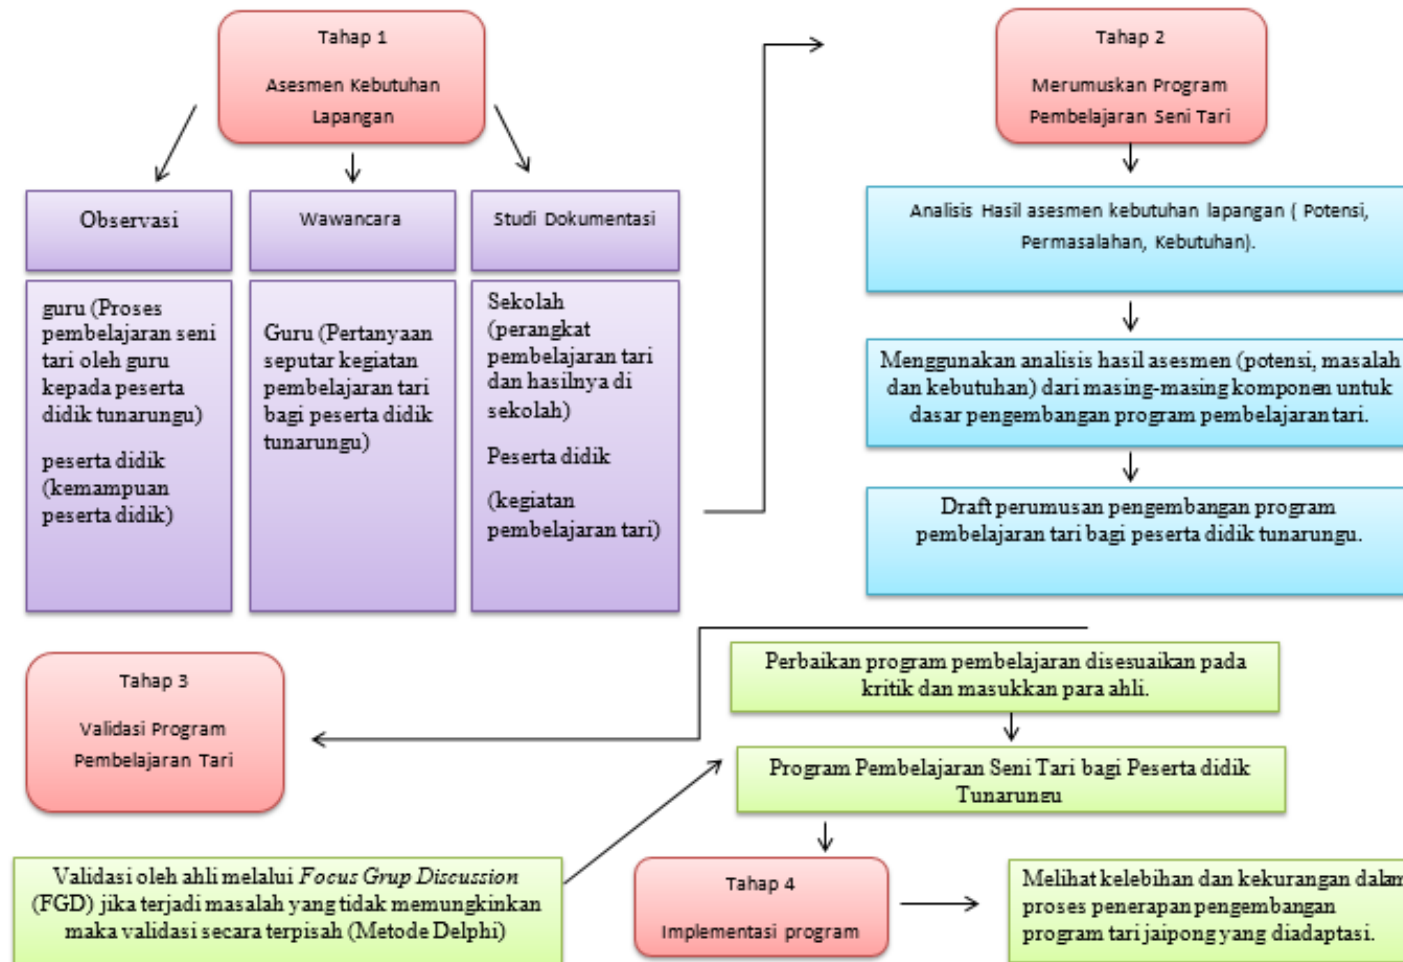 Tahap 1
Asesmen Kebutuhan
Lapangan
Observasi
guru (Proses
pembelajaran seni
tari oleh guru
kepada peserta
didik tunarungu)
peserta didik
(kemampuan
peserta didik)
Wawancara
Guru (Pertanyaan
seputar kegiatan
pembelajaran tari
bagi peserta didik
tunarungu)
Studi Dokumentasi
Sekolah
(perangkat
pembelajaran tari
dan hasilnya di
sekolah)
Peserta didik
(kegiatan
pembelajaran tari)
Tahap 2
Merumuskan Program
Pembelajaran Seni Tari
Analisis Hasil asesmen kebutuhan lapangan ( Potensi,
Permasalahan, Kebutuhan).
Menggunakan analisis hasil asesmen (potensi, masalah
dan kebutuhan) dari masing-masing komponen untuk
dasar pengembangan program pembelajaran tari.
Draft perumusan pengembangan program
pembelajaran tari bagi peserta didik tunarungu.
Tahap 3
Validasi Program
Pembelajaran Tari
Validasi oleh ahli melalui Focus Grup Discussion
(FGD) jika terjadi masalah yang tidak memungkinkan
maka validasi secara terpisah (Metode Delphi)
Perbaikan program pembelajaran disesuaikan pada
kritik dan masukkan para ahli.
Program Pembelajaran Seni Tari bagi Peserta didik
Tunarungu
Tahap 4
Implementasi program
Melihat kelebihan dan kekurangan dalam
proses penerapan pengembangan
program tari jaipong yang diadaptasi.